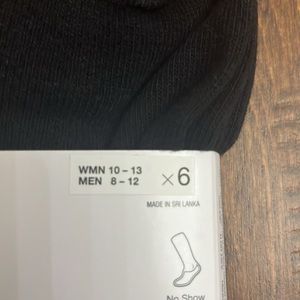 WMN 10 – 13
MEN 8 – 12
×6
MADE IN SRI LANKA
No Show